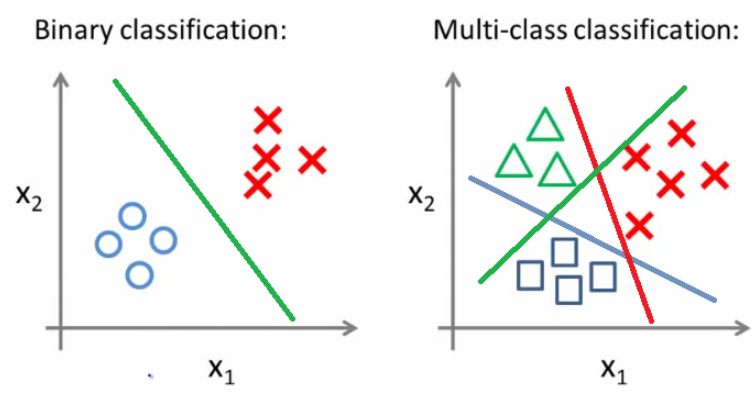 Binary classification:
x₂
x₁
Multi-class classification:
x₂
x₁